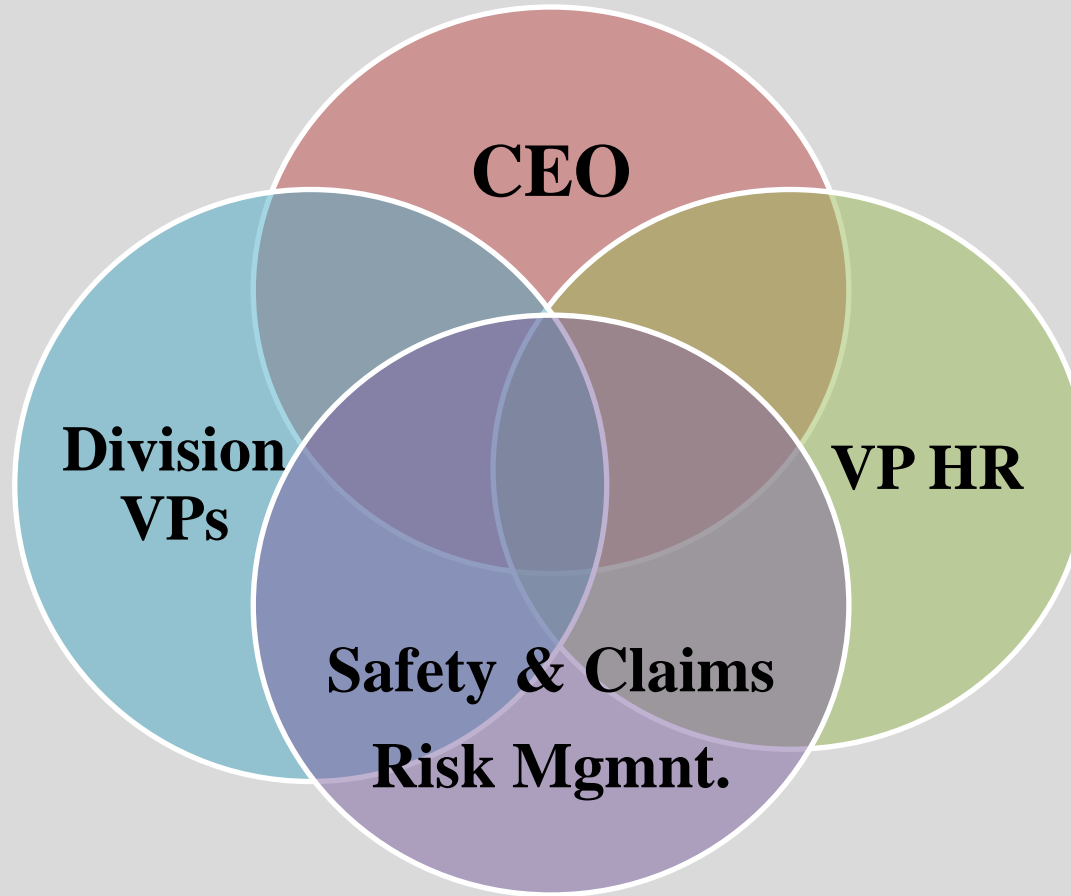 CEO
Division
VPs
VP HR
Safety & Claims
Risk Mgmnt.